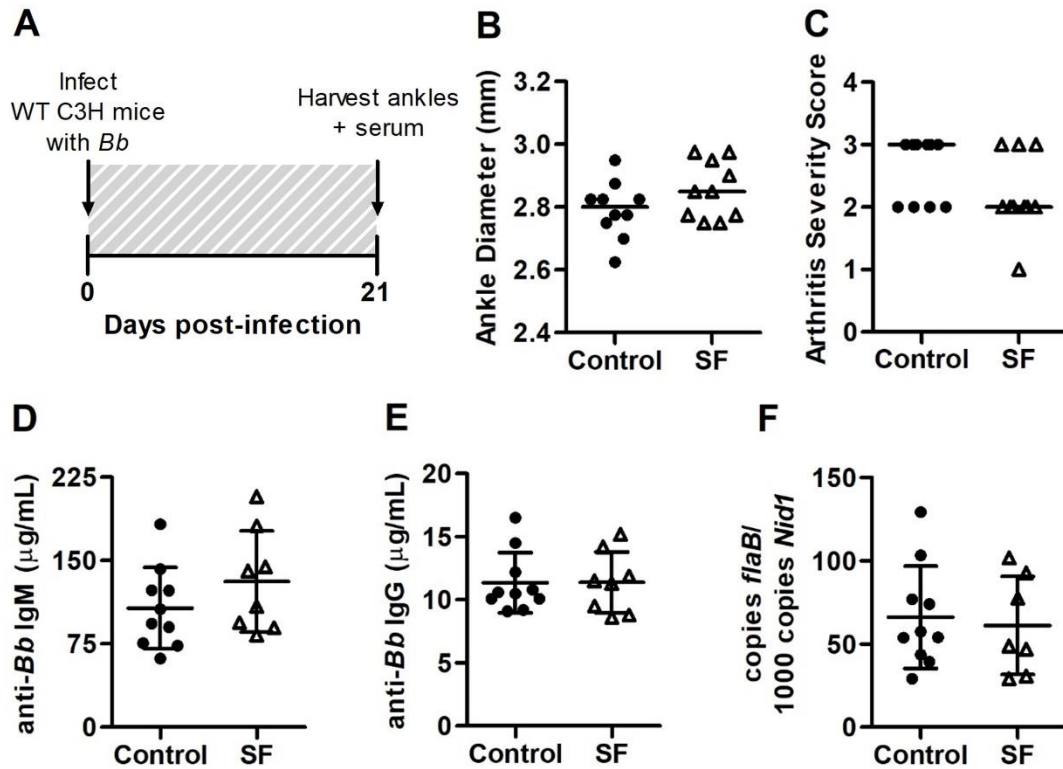 A
Infect
WT C3H mice
with Bb
Harvest ankles
+ serum
0
21
Days post-infection
B
Ankle Diameter (mm)
3.2
3.0
2.8
2.6
2.4
Control
SF
C
Arthritis Severity Score
4
3
2
1
0
Control
SF
D
anti-Bb IgM (μg/mL)
225
150
75
0
Control
SF
E
anti-Bb IgG (μg/mL)
20
15
10
5
0
Control
SF
F
copies flaB/
1000 copies Nid1
150
100
50
0
Control
SF